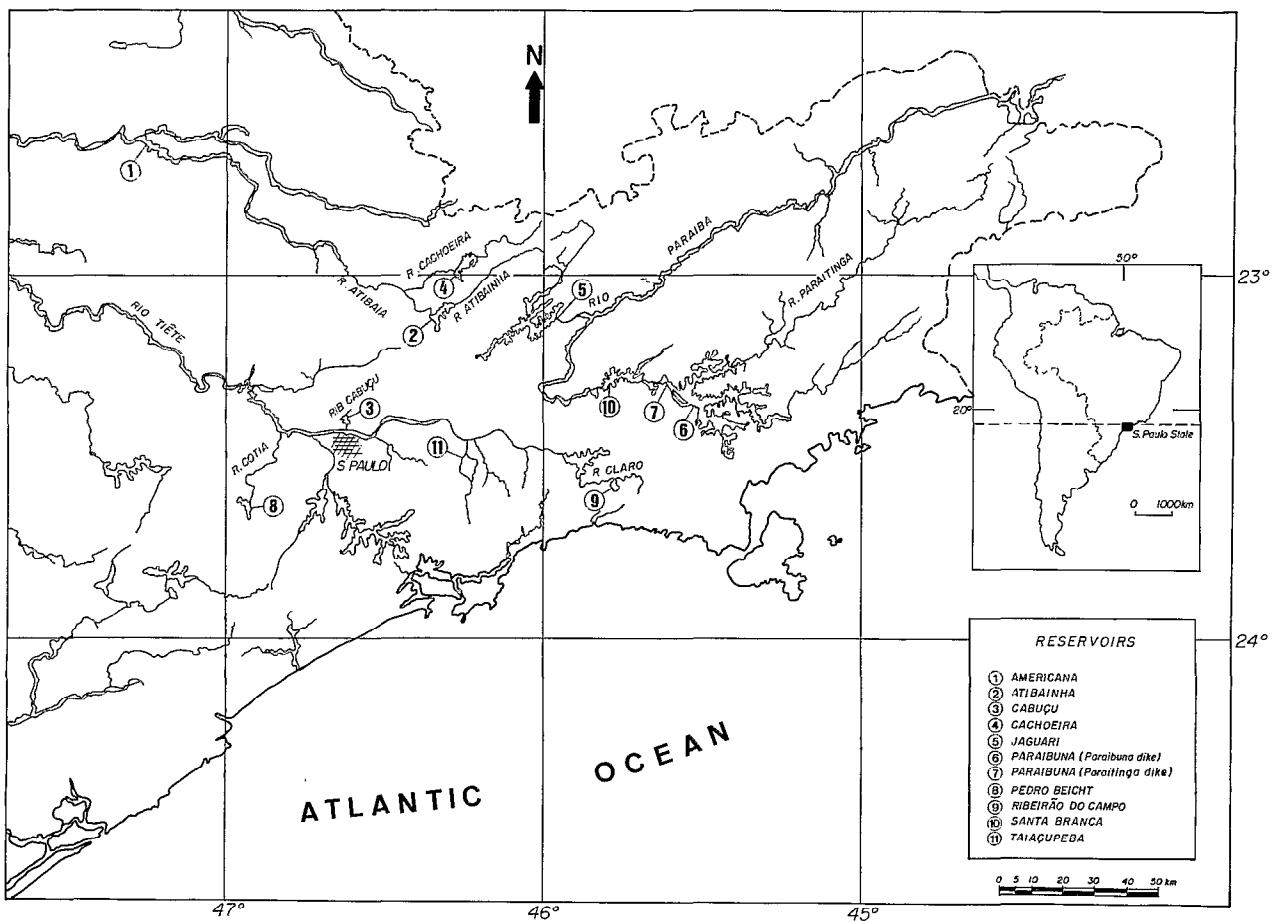 N
1
R. CACHOEIRA
4
R. ATIBAINHA
R. ATIBAIA
2
5
RIO
PARAIBA
R. PARAITINGA
23°
RIO TIÊTE
RIB CABUÇU
3
10
7
6
S. PAULO
11
R. COTIA
8
R. CLARO
9
50°
20°
S. Paulo State
0 1000km
24°
ATLANTIC
OCEAN
RESERVOIRS
1 AMERICANA
2 ATIBAINHA
3 CABUÇU
4 CACHOEIRA
5 JAGUARI
6 PARAIBUNA (Paraibuna dike)
7 PARAIBUNA (Paraitinga dike)
8 PEDRO BEICHT
9 RIBEIRÃO DO CAMPO
10 SANTA BRANCA
11 TAIAÇUPEBA
0 5 10 20 30 40 50 km
47°
46°
45°